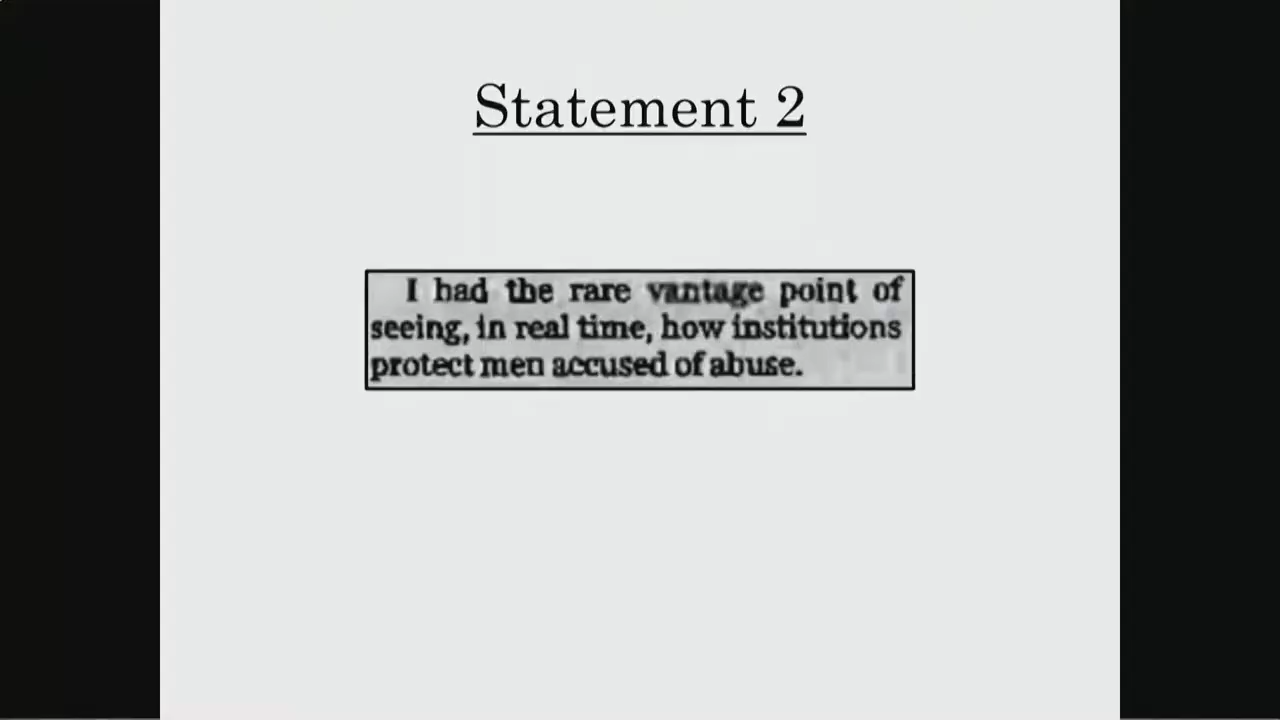 Statement 2
I had the rare vantage point of
seeing, in real time, how institutions
protect men accused of abuse.